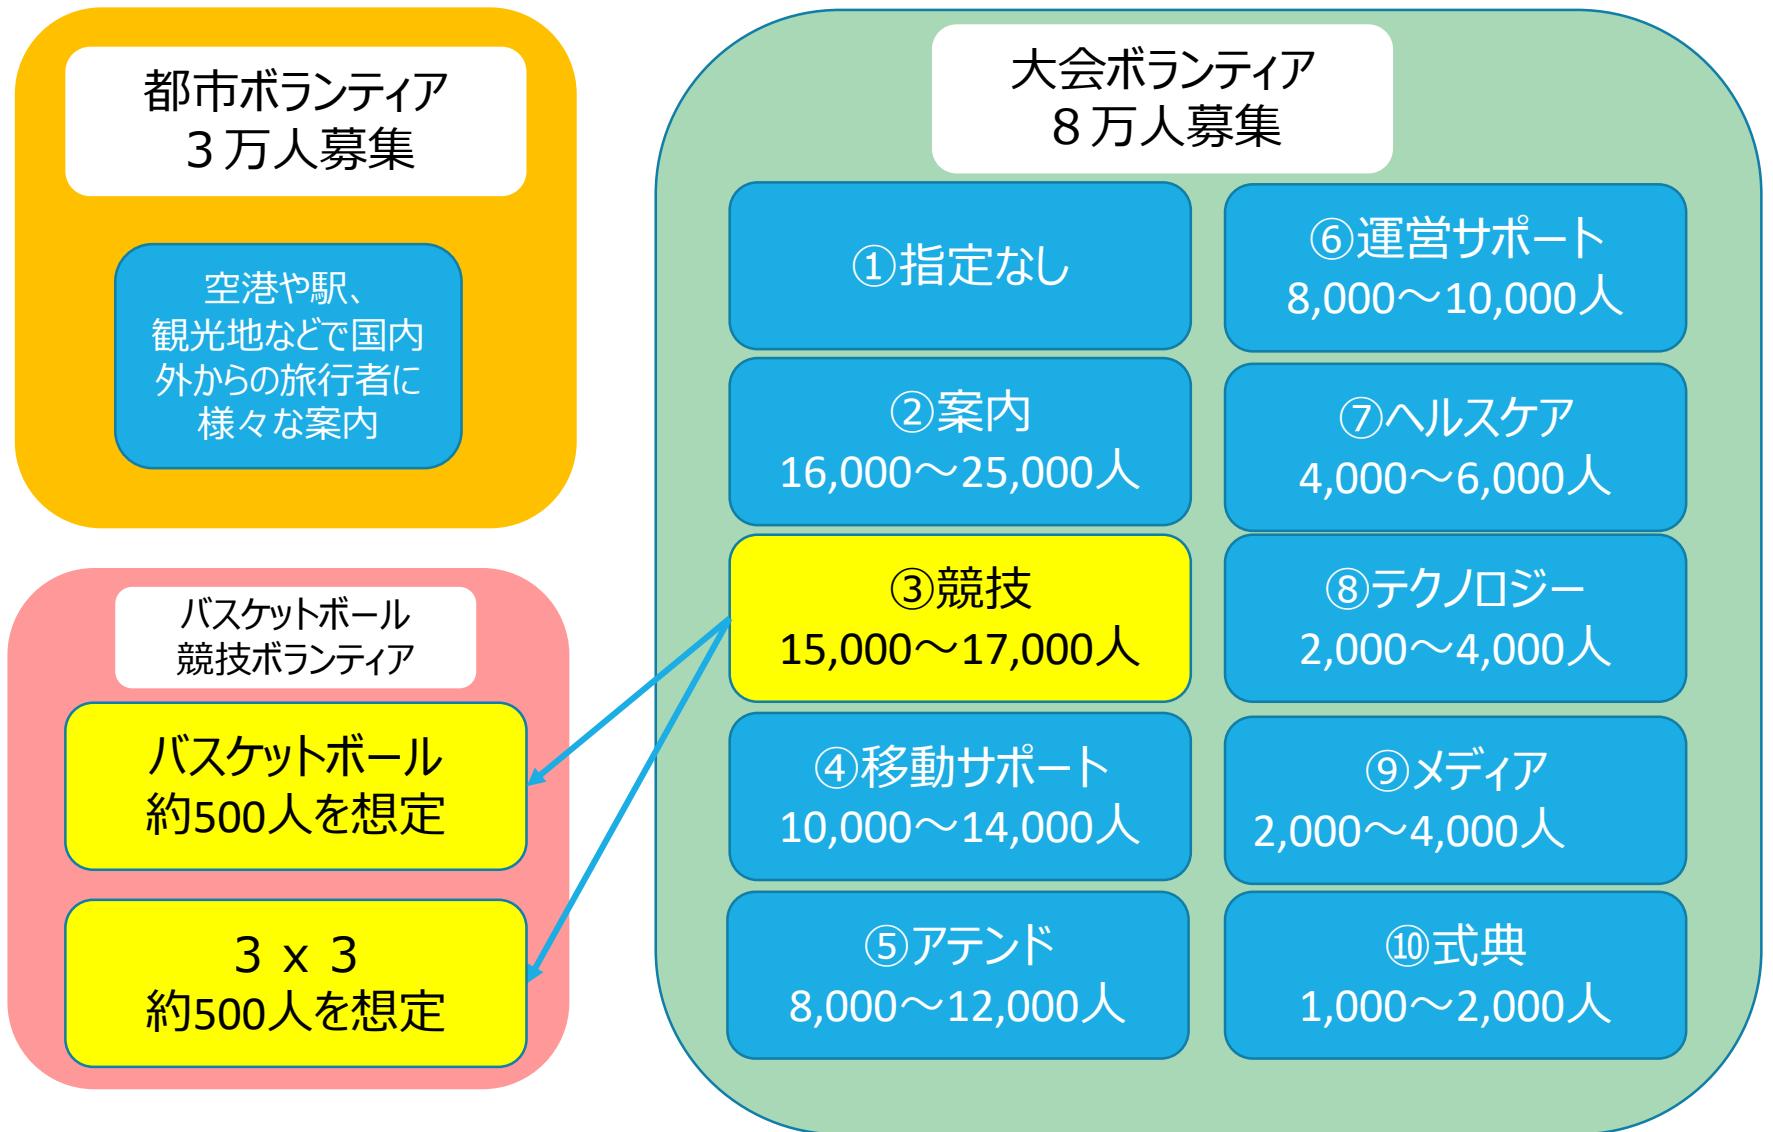 都市ボランティア
３万人募集
空港や駅、
観光地などで国内
外からの旅行者に
様々な案内
バスケットボール
競技ボランティア
バスケットボール
約500人を想定
３ｘ３
約500人を想定
大会ボランティア
８万人募集
①指定なし
②案内
16,000～25,000人
③競技
15,000～17,000人
④移動サポート
10,000～14,000人
⑤アテンド
8,000～12,000人
⑥運営サポート
8,000～10,000人
⑦ヘルスケア
4,000～6,000人
⑧テクノロジー
2,000～4,000人
⑨メディア
2,000～4,000人
⑩式典
1,000～2,000人